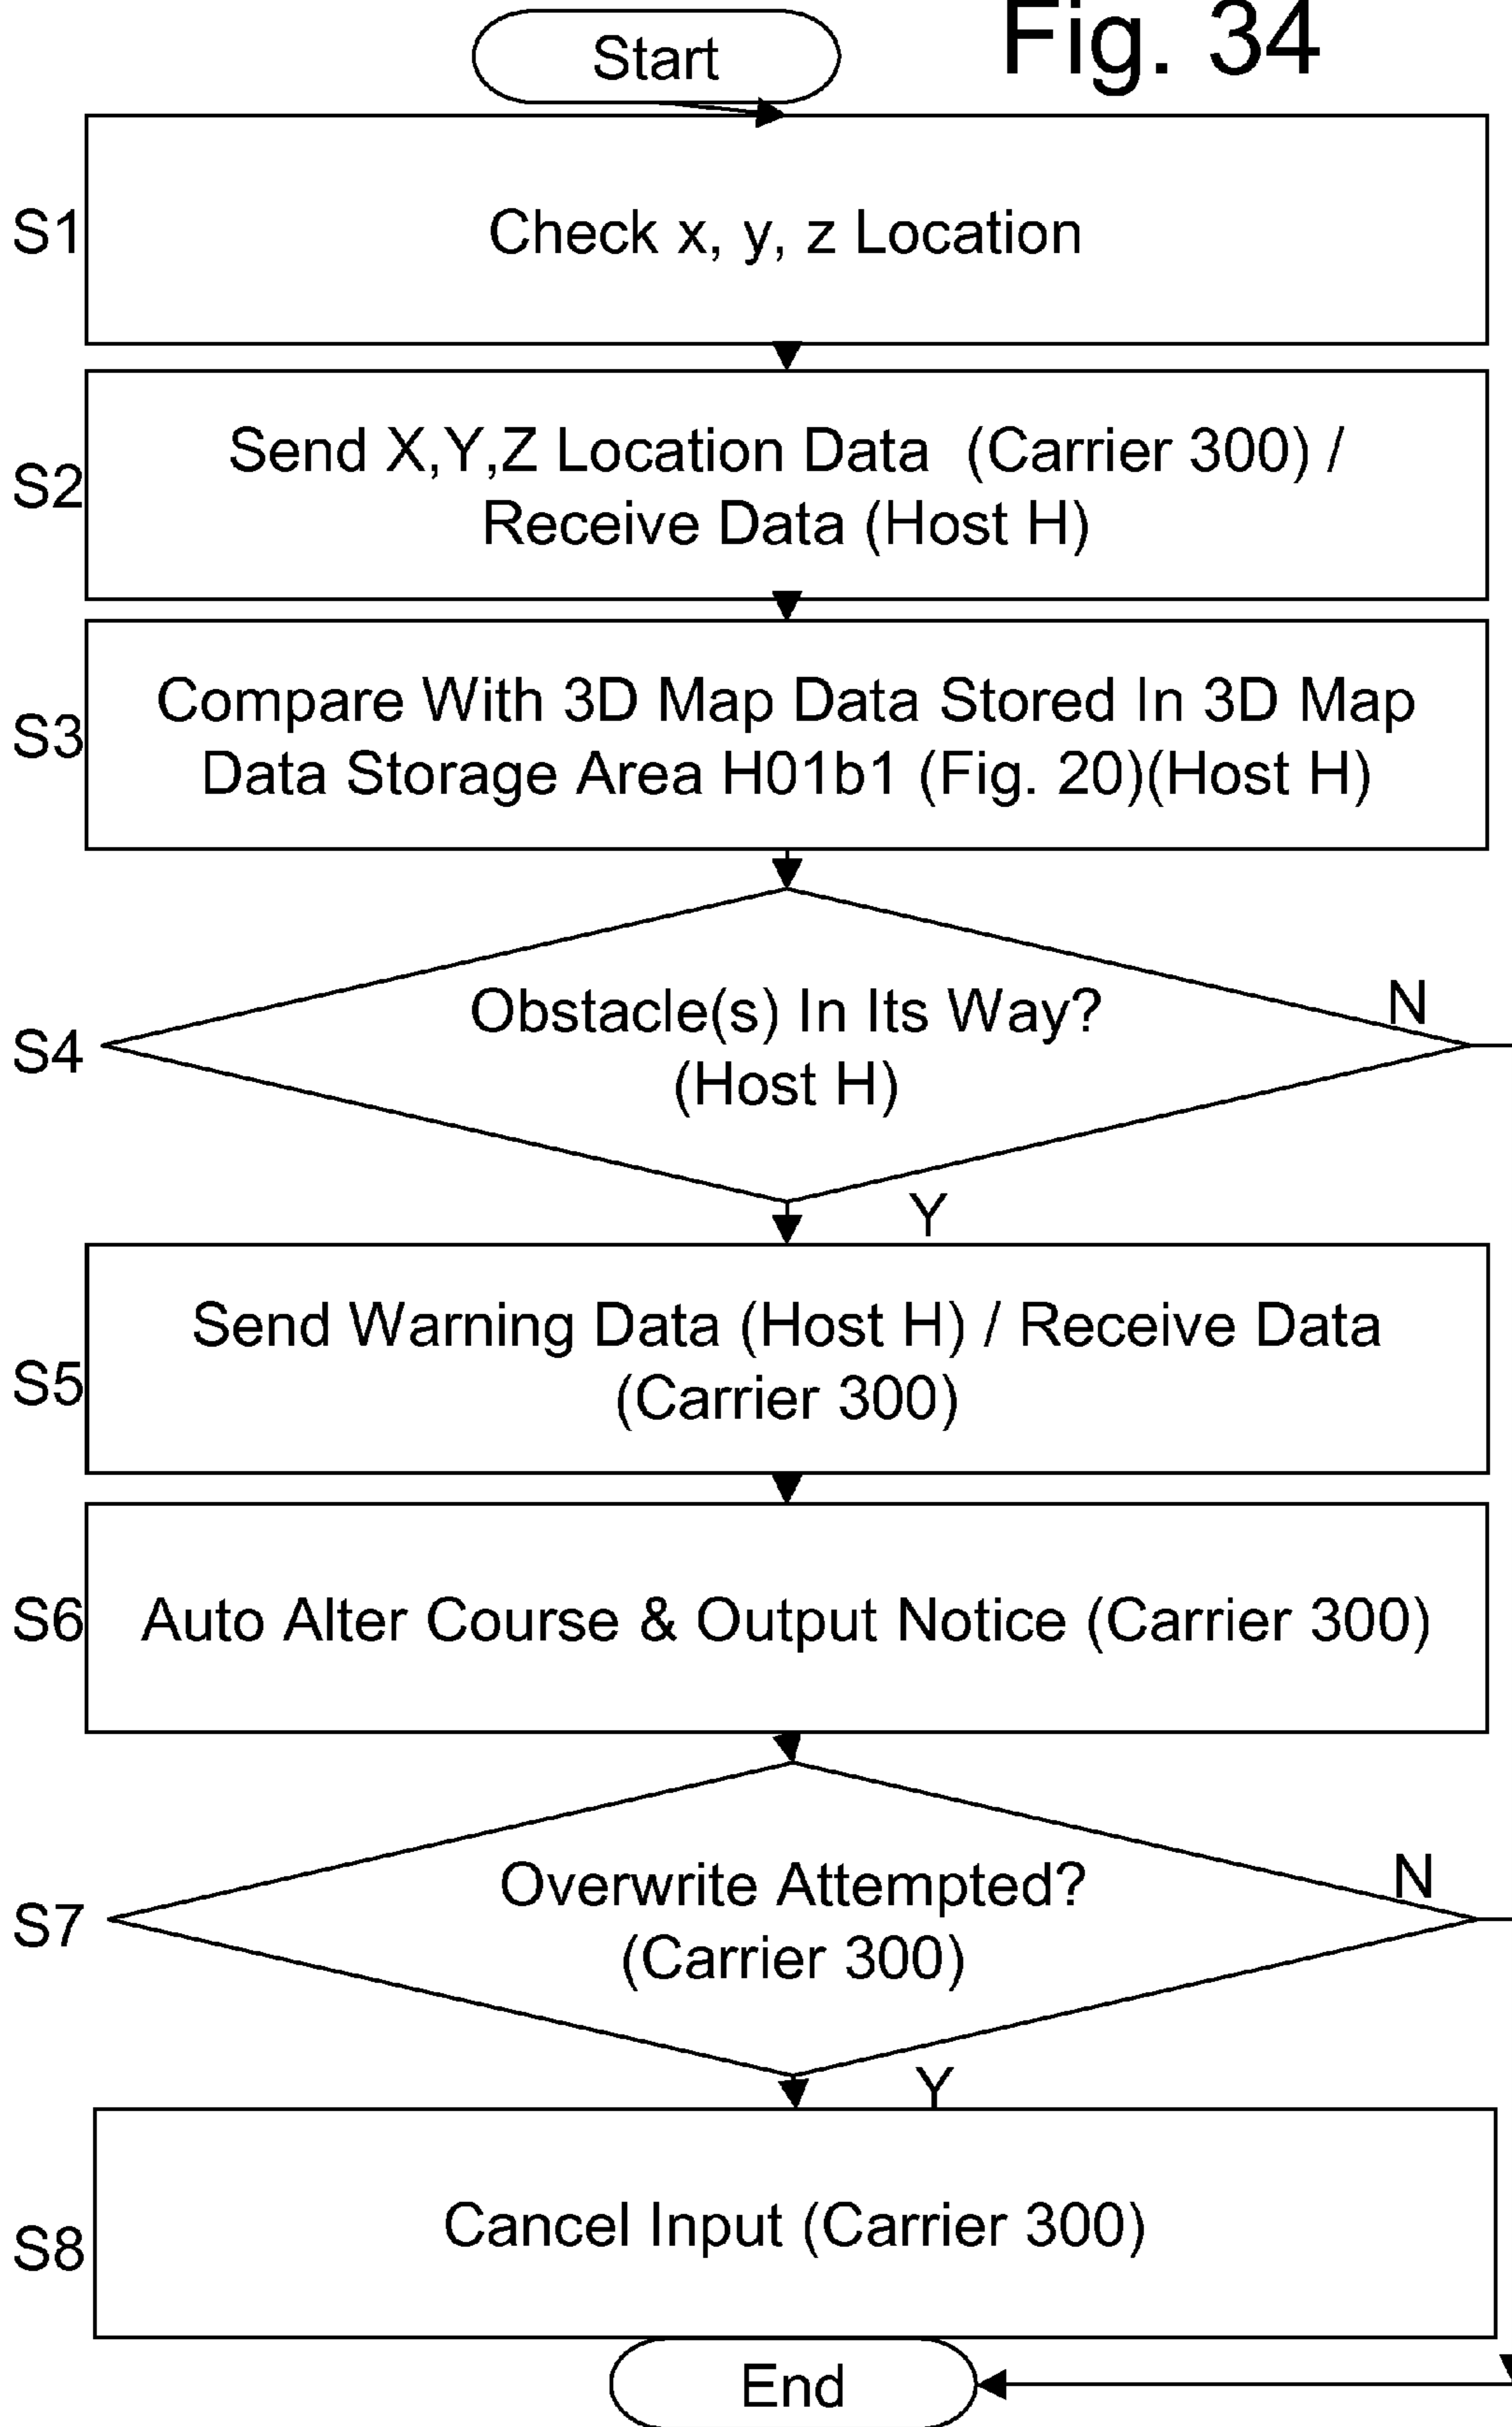 Fig. 34
Start
S1
Check x, y, z Location
S2
Send X,Y,Z Location Data (Carrier 300) /
Receive Data (Host H)
S3
Compare With 3D Map Data Stored In 3D Map
Data Storage Area H01b1 (Fig. 20)(Host H)
S4
Obstacle(s) In Its Way?
(Host H)
N
Y
S5
Send Warning Data (Host H) / Receive Data
(Carrier 300)
S6
Auto Alter Course & Output Notice (Carrier 300)
S7
Overwrite Attempted?
(Carrier 300)
N
Y
S8
Cancel Input (Carrier 300)
End